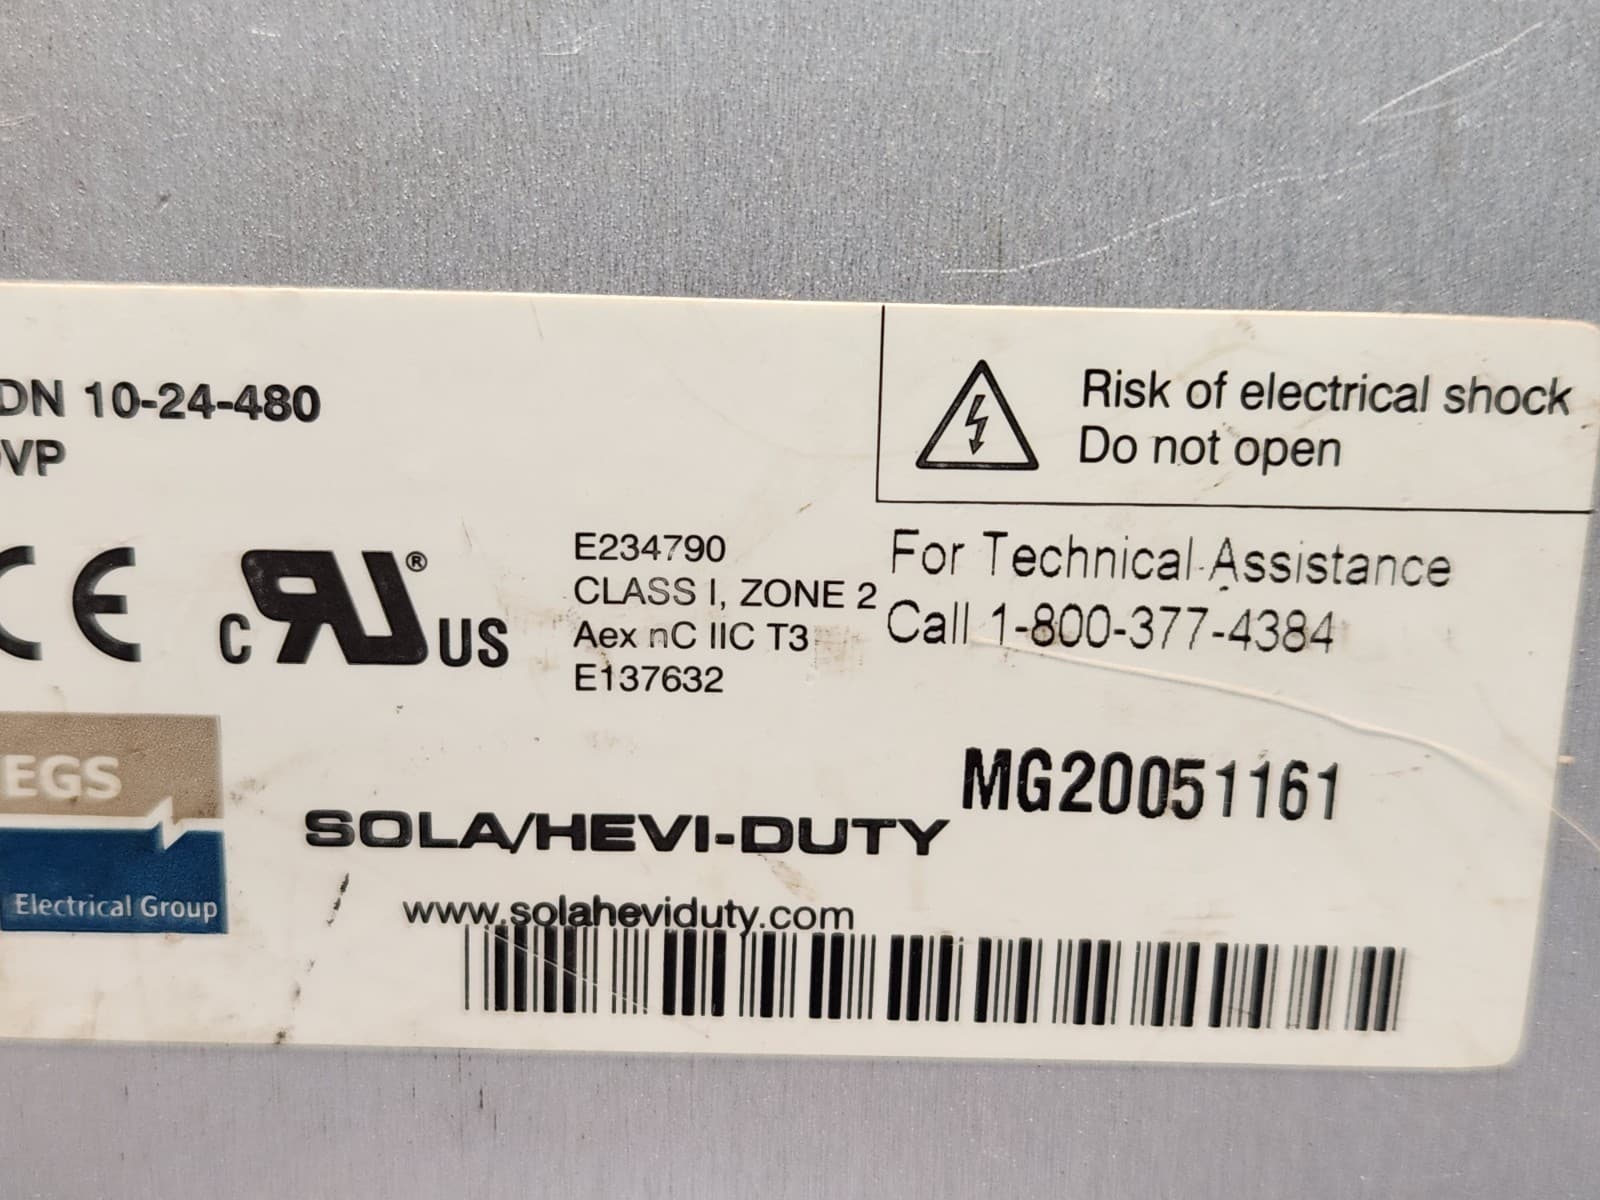 DN 10-24-480
VP
Risk of electrical shock
Do not open
CE
c RU® US
E234790
CLASS I, ZONE 2
Aex nC IIC T3
E137632
For Technical Assistance
Call 1-800-377-4384
EGS
Electrical Group
MG20051161
SOLA/HEVI-DUTY
www.solaheviduty.com